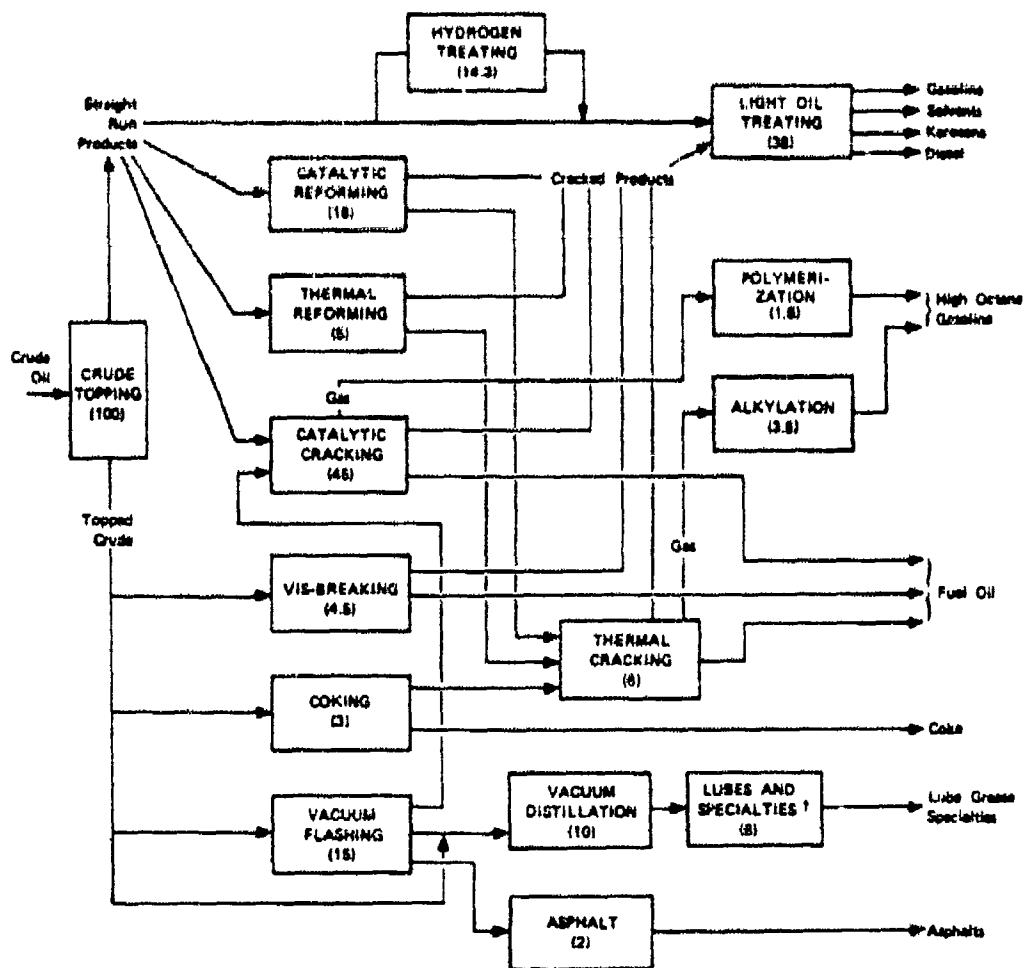 HYDROGEN
TREATING
(14.3)
Straight
Run
Products
LIGHT OIL
TREATING
(38)
Gasoline
Solvents
Kerosene
Diesel
CATALYTIC
REFORMING
(18)
Cracked Products
THERMAL
REFORMING
(5)
POLYMERI-
ZATION
(1.8)
High Octane
Gasoline
Crude
Oil
CRUDE
TOPPING
(100)
Gas
CATALYTIC
CRACKING
(45)
ALKYLATION
(3.8)
Topped
Crude
Gas
VIS-BREAKING
(4.5)
Fuel Oil
THERMAL
CRACKING
(6)
COKING
(3)
Coke
VACUUM
FLASHING
(15)
VACUUM
DISTILLATION
(10)
LUBES AND
SPECIALTIES †
(8)
Lube Grease
Specialties
ASPHALT
(2)
Asphalts